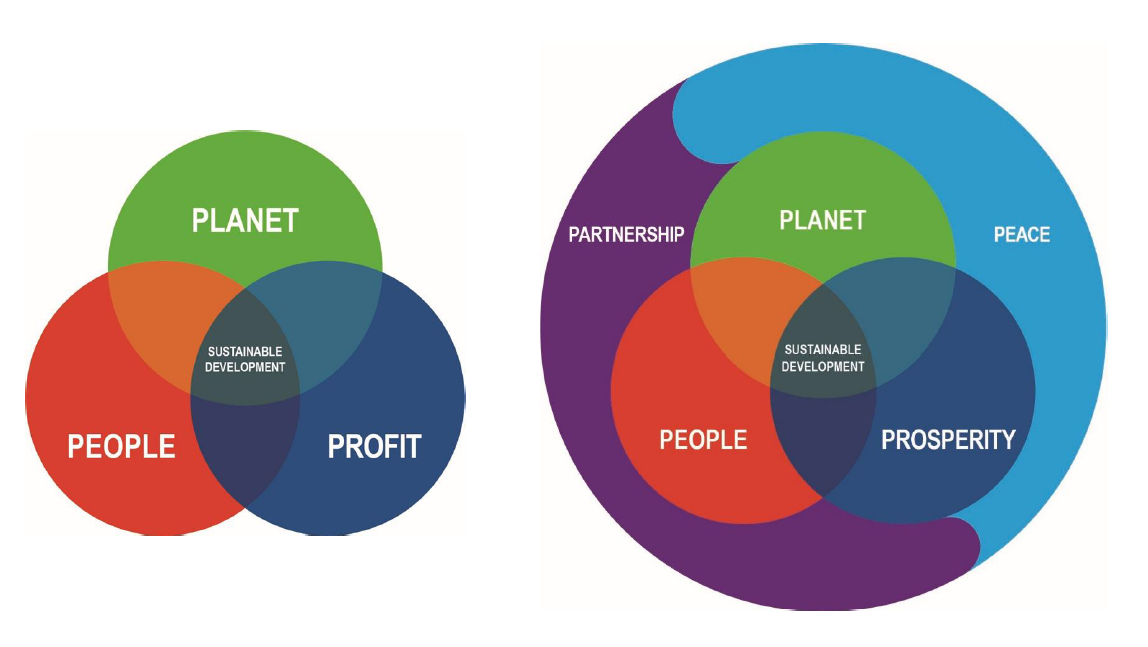 PLANET
SUSTAINABLE
DEVELOPMENT
PEOPLE
PROFIT
PARTNERSHIP
PLANET
PEACE
SUSTAINABLE
DEVELOPMENT
PEOPLE
PROSPERITY